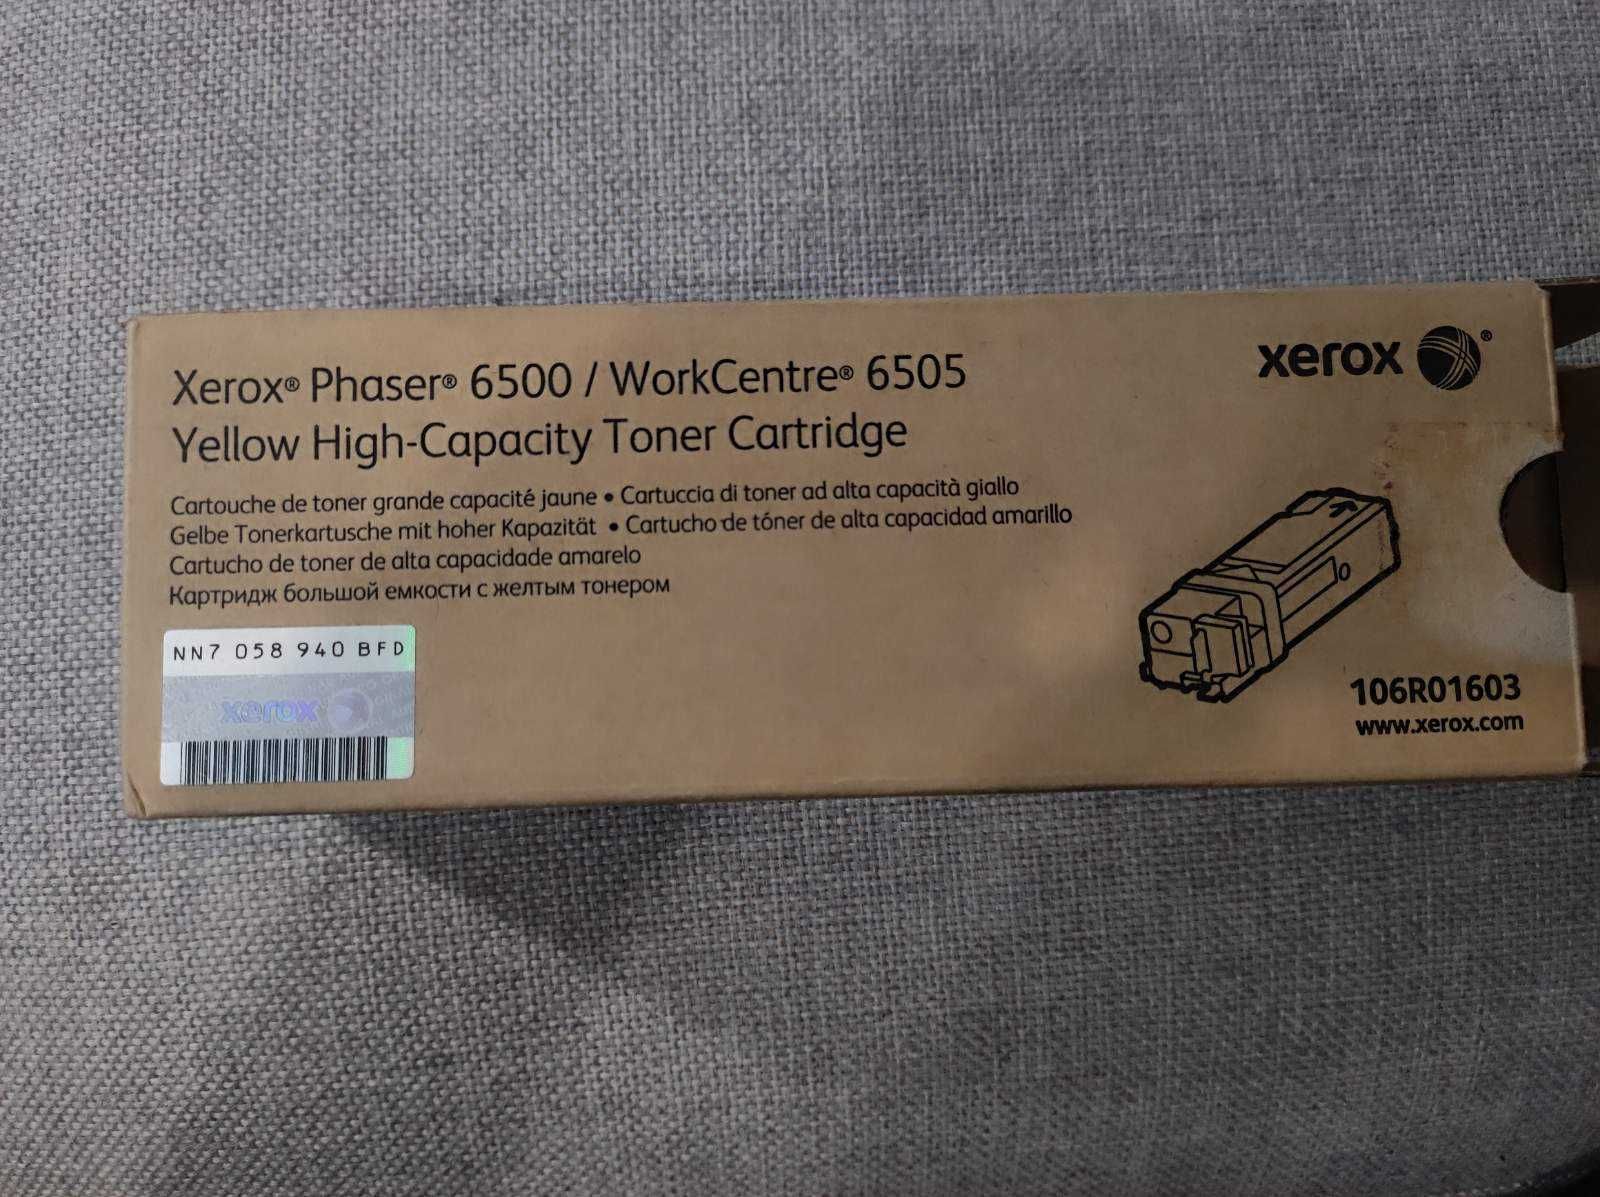 Xerox® Phaser® 6500 / WorkCentre® 6505
Yellow High-Capacity Toner Cartridge
Cartouche de toner grande capacité jaune • Cartuccia di toner ad alta capacità giallo
Gelbe Tonerkartusche mit hoher Kapazität • Cartucho de tóner de alta capacidad amarillo
Cartucho de toner de alta capacidade amarelo
Картридж большой емкости с желтым тонером
NN7 058 940 BFD
xerox
xerox ®
106R01603
www.xerox.com